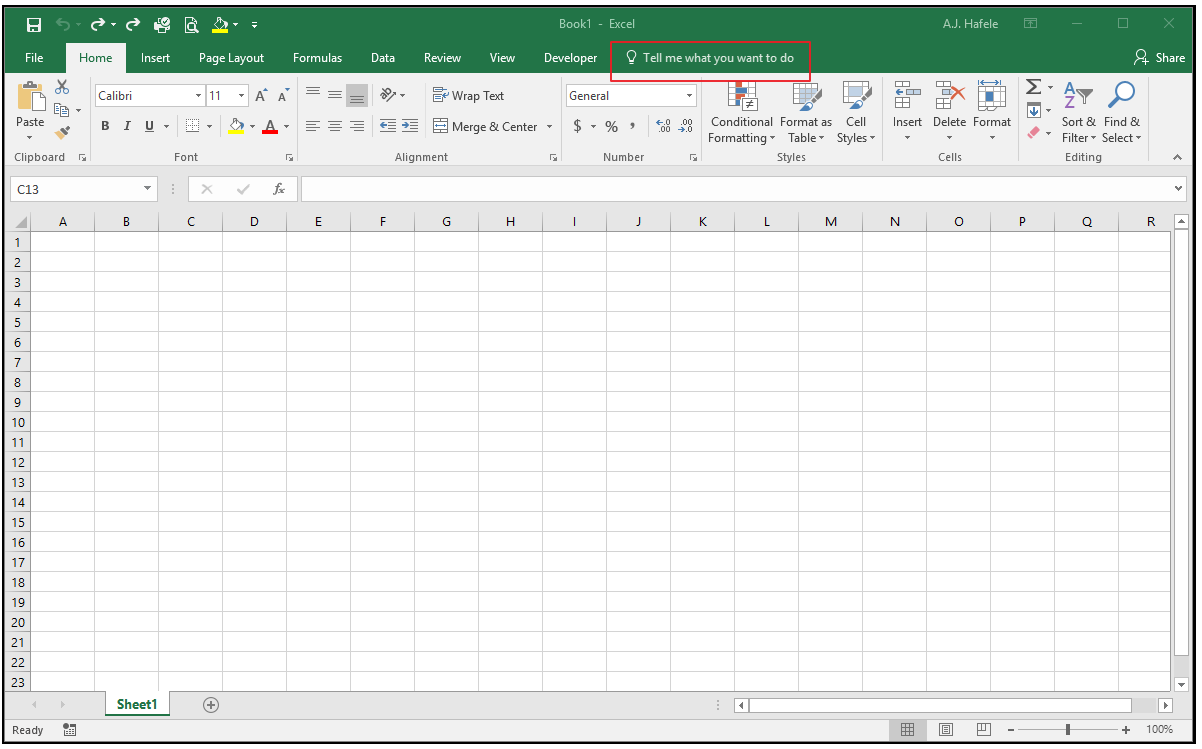 Book1 - Excel
A.J. Hafele
File Home Insert Page Layout Formulas Data Review View Developer Tell me what you want to do Share
Paste
Calibri 11
B I U A
Wrap Text
Merge & Center
General
$ % ,
Conditional Formatting
Format as Table
Cell Styles
Insert Delete Format
Σ
Sort & Filter
Find & Select
Clipboard Font Alignment Number Styles Cells Editing
C13 fx
A B C D E F G H I J K L M N O P Q R
1
2
3
4
5
6
7
8
9
10
11
12
13
14
15
16
17
18
19
20
21
22
23
Sheet1
Ready 100%